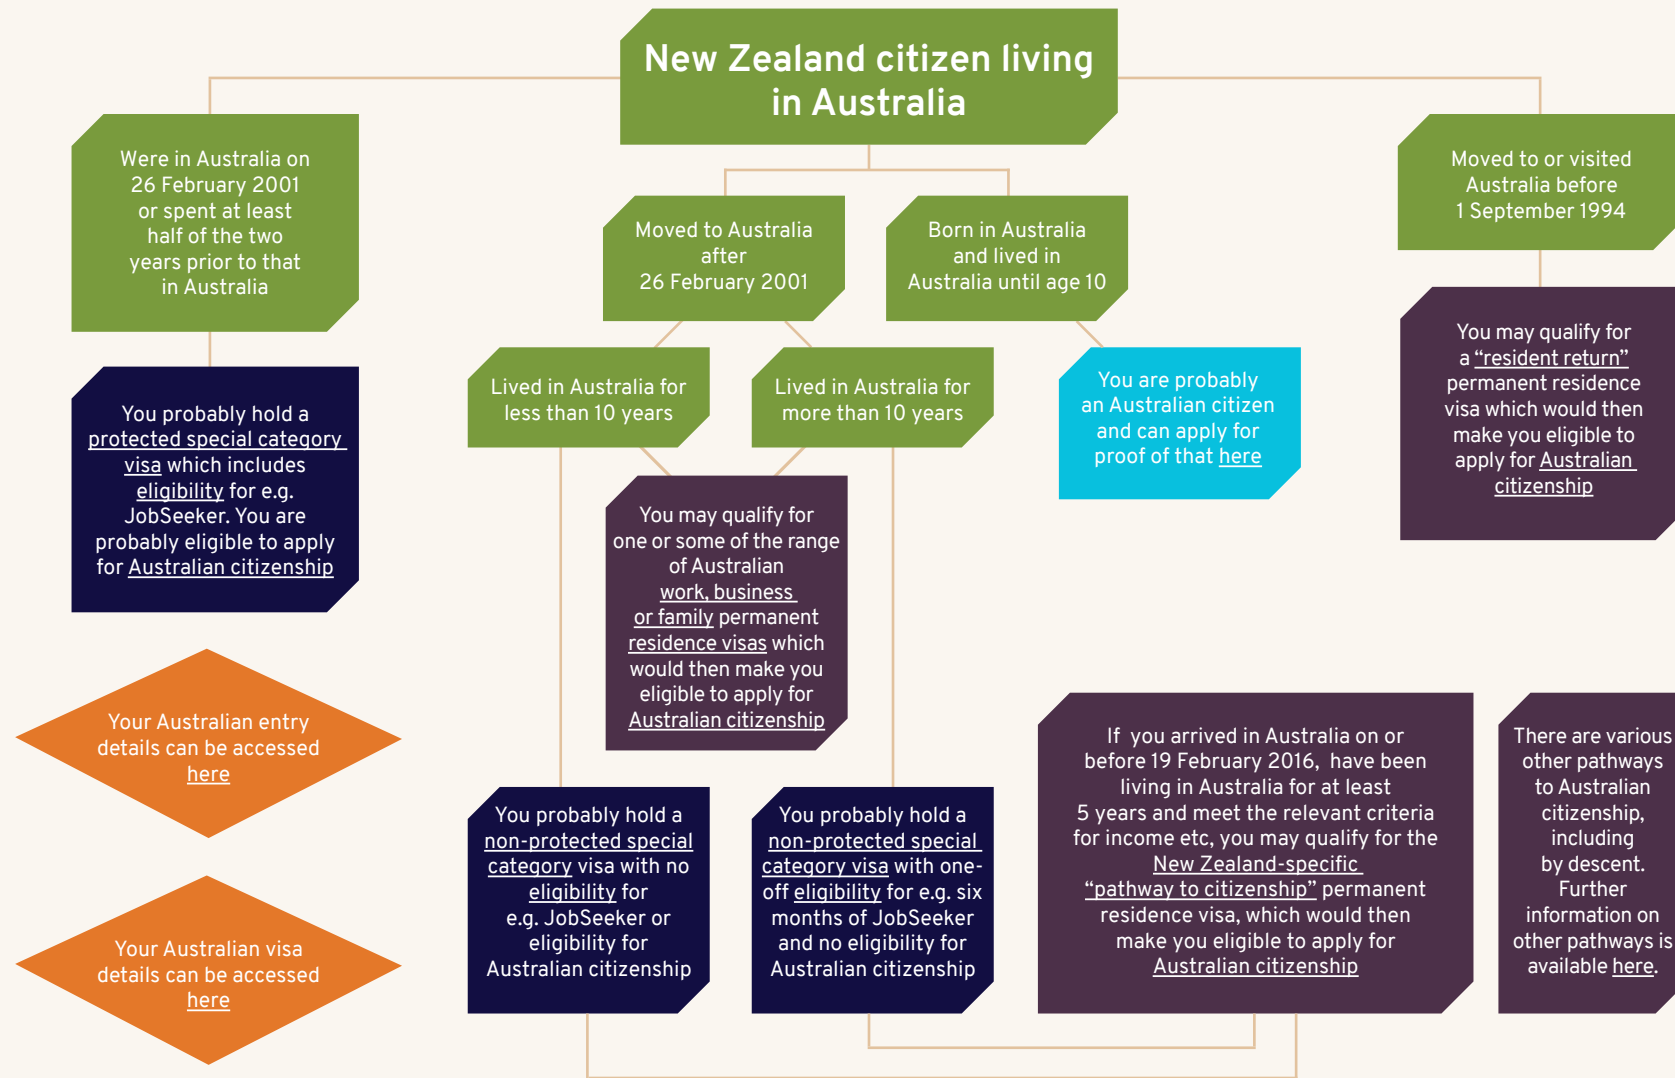 New Zealand citizen living
in Australia
Were in Australia on
26 February 2001
or spent at least
half of the two
years prior to that
in Australia
Moved to Australia
after
26 February 2001
Born in Australia
and lived in
Australia until age 10
Moved to or visited
Australia before
1 September 1994
You probably hold a
protected special category
visa which includes
eligibility for e.g.
JobSeeker. You are
probably eligible to apply
for Australian citizenship
Lived in Australia for
less than 10 years
Lived in Australia for
more than 10 years
You are probably
an Australian citizen
and can apply for
proof of that here
You may qualify for
a “resident return”
permanent residence
visa which would then
make you eligible to
apply for Australian
citizenship
You may qualify for
one or some of the range
of Australian
work, business
or family permanent
residence visas which
would then make you
eligible to apply for
Australian citizenship
Your Australian entry
details can be accessed
here
Your Australian visa
details can be accessed
here
You probably hold a
non-protected special
category visa with no
eligibility for
e.g. JobSeeker or
eligibility for
Australian citizenship
You probably hold a
non-protected special
category visa with one-
off eligibility for e.g. six
months of JobSeeker
and no eligibility for
Australian citizenship
If you arrived in Australia on or
before 19 February 2016, have been
living in Australia for at least
5 years and meet the relevant criteria
for income etc, you may qualify for the
New Zealand-specific
“pathway to citizenship” permanent
residence visa, which would then
make you eligible to apply for
Australian citizenship
There are various
other pathways
to Australian
citizenship,
including
by descent.
Further
information on
other pathways is
available here.